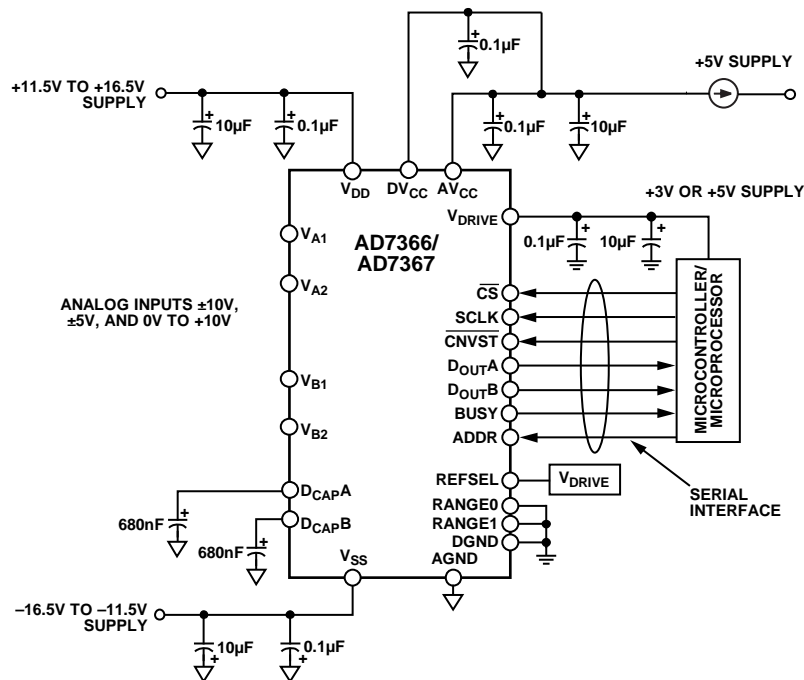 0.1µF
+5V SUPPLY
+11.5V TO +16.5V
SUPPLY
10µF
0.1µF
0.1µF
10µF
VDD
DVCC
AVCC
+3V OR +5V SUPPLY
VDRIVE
AD7366/
AD7367
VA1
0.1µF
10µF
VA2
ANALOG INPUTS ±10V,
±5V, AND 0V TO +10V
CS
SCLK
CNVST
DOUTA
DOUTB
BUSY
ADDR
MICROCONTROLLER/
MICROPROCESSOR
VB1
VB2
REFSEL
VDRIVE
SERIAL
INTERFACE
DCAPA
RANGE0
680nF
DCAPB
RANGE1
680nF
DGND
VSS
AGND
–16.5V TO –11.5V
SUPPLY
10µF
0.1µF